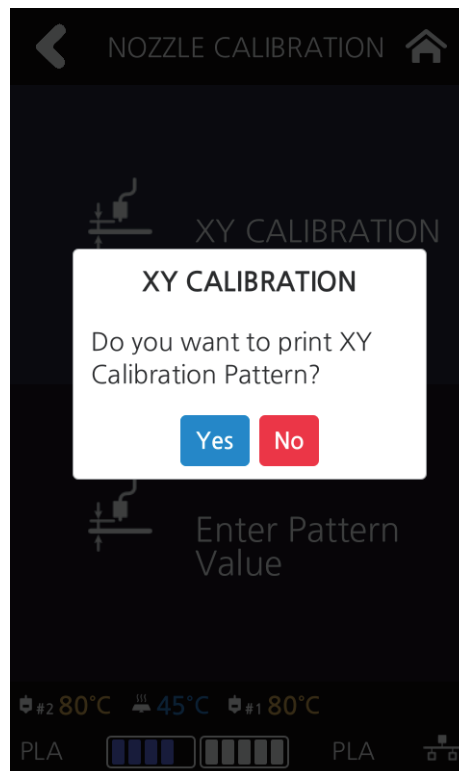 NOZZLE CALIBRATION
XY CALIBRATION
XY CALIBRATION
Do you want to print XY
Calibration Pattern?
Yes No
Enter Pattern
Value
#2 80°C 45°C #1 80°C
PLA PLA